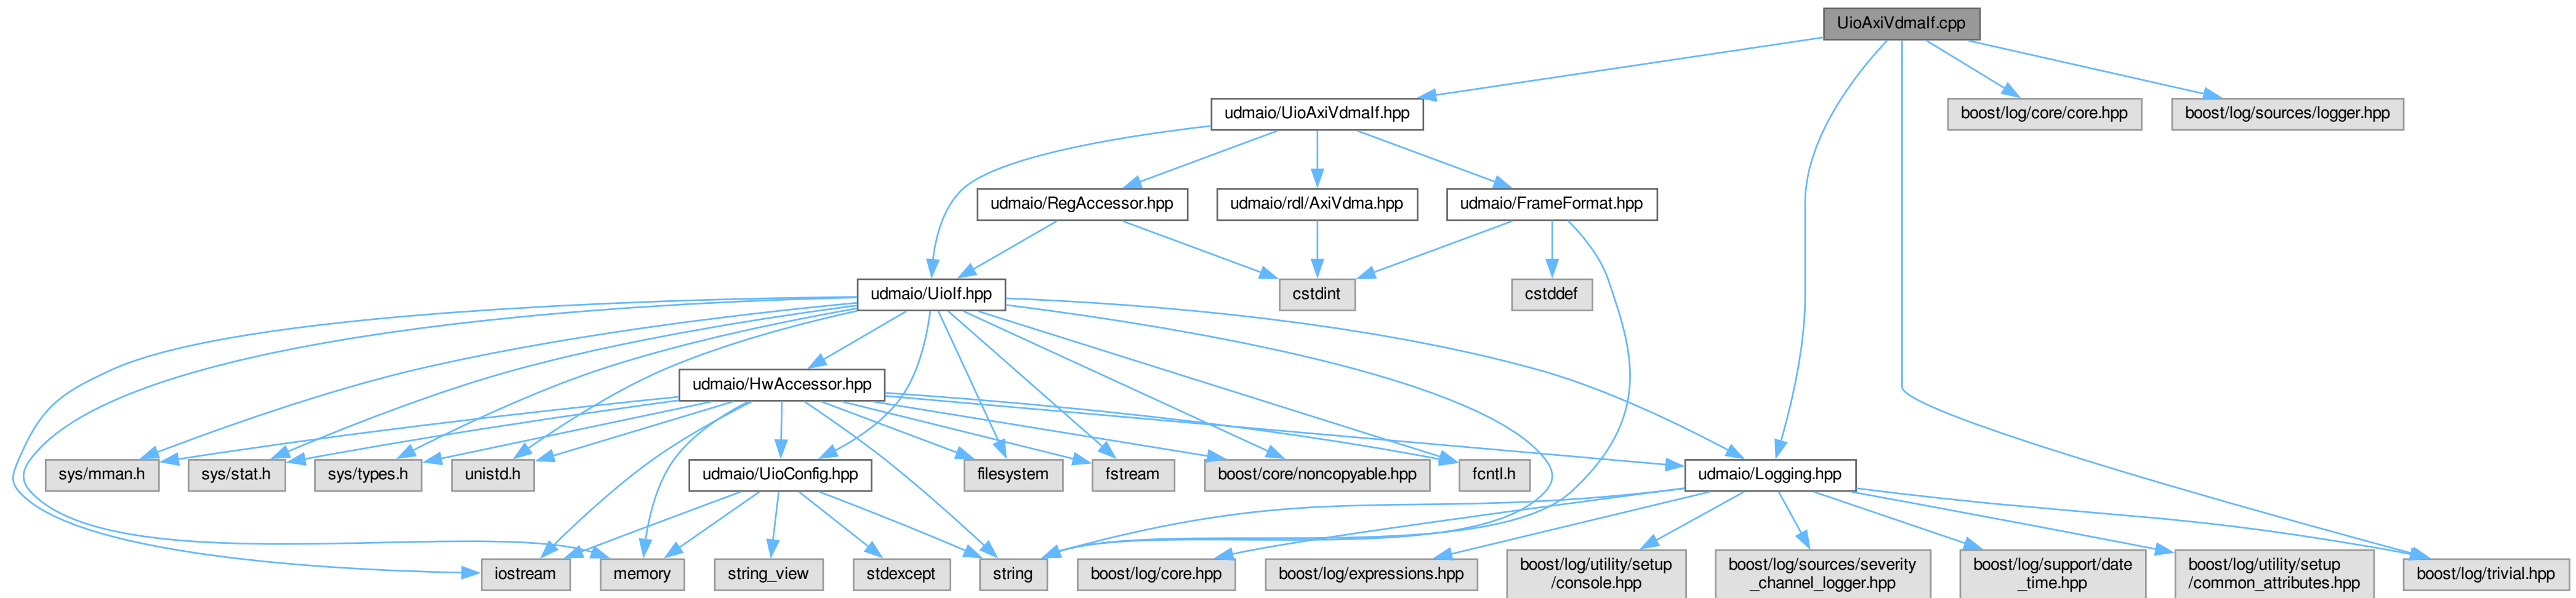 UioAxiVdmaIf.cpp
udmaio/UioAxiVdmaIf.hpp
boost/log/core/core.hpp
boost/log/sources/logger.hpp
udmaio/RegAccessor.hpp
udmaio/rdl/AxiVdma.hpp
udmaio/FrameFormat.hpp
udmaio/UioIf.hpp
cstdint
cstddef
udmaio/HwAccessor.hpp
sys/mman.h
sys/stat.h
sys/types.h
unistd.h
udmaio/UioConfig.hpp
filesystem
fstream
boost/core/noncopyable.hpp
fcntl.h
udmaio/Logging.hpp
iostream
memory
string_view
stdexcept
string
boost/log/core.hpp
boost/log/expressions.hpp
boost/log/utility/setup
/console.hpp
boost/log/sources/severity
_channel_logger.hpp
boost/log/support/date
_time.hpp
boost/log/utility/setup
/common_attributes.hpp
boost/log/trivial.hpp